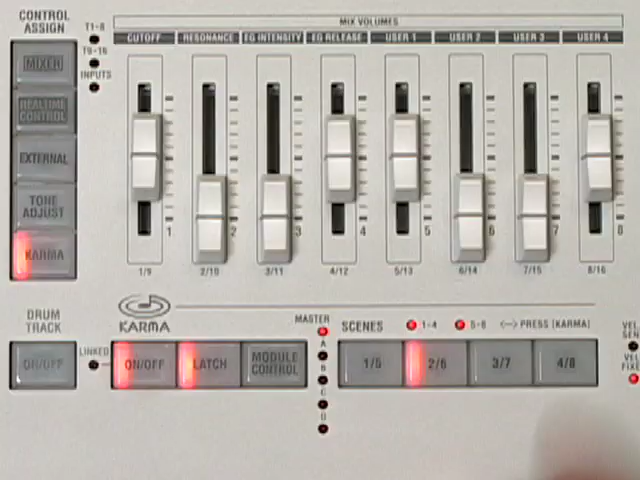 CONTROL
ASSIGN
T1-8
T9-16
INPUTS
MIXER
REALTIME
CONTROL
EXTERNAL
TONE
ADJUST
KARMA
MIX VOLUMES
CUTOFF RESONANCE EG INTENSITY EG RELEASE USER 1 USER 2 USER 3 USER 4
1 2 3 4 5 6 7 8
1/9 2/10 3/11 4/12 5/13 6/14 7/15 8/16
DRUM
TRACK
ON/OFF
LINKED
KARMA
ON/OFF LATCH MODULE
CONTROL
MASTER
A
B
C
D
SCENES 1-4 5-8 <--> PRESS [KARMA]
1/5 2/6 3/7 4/8
VEL
SEN
VEL
FIXE